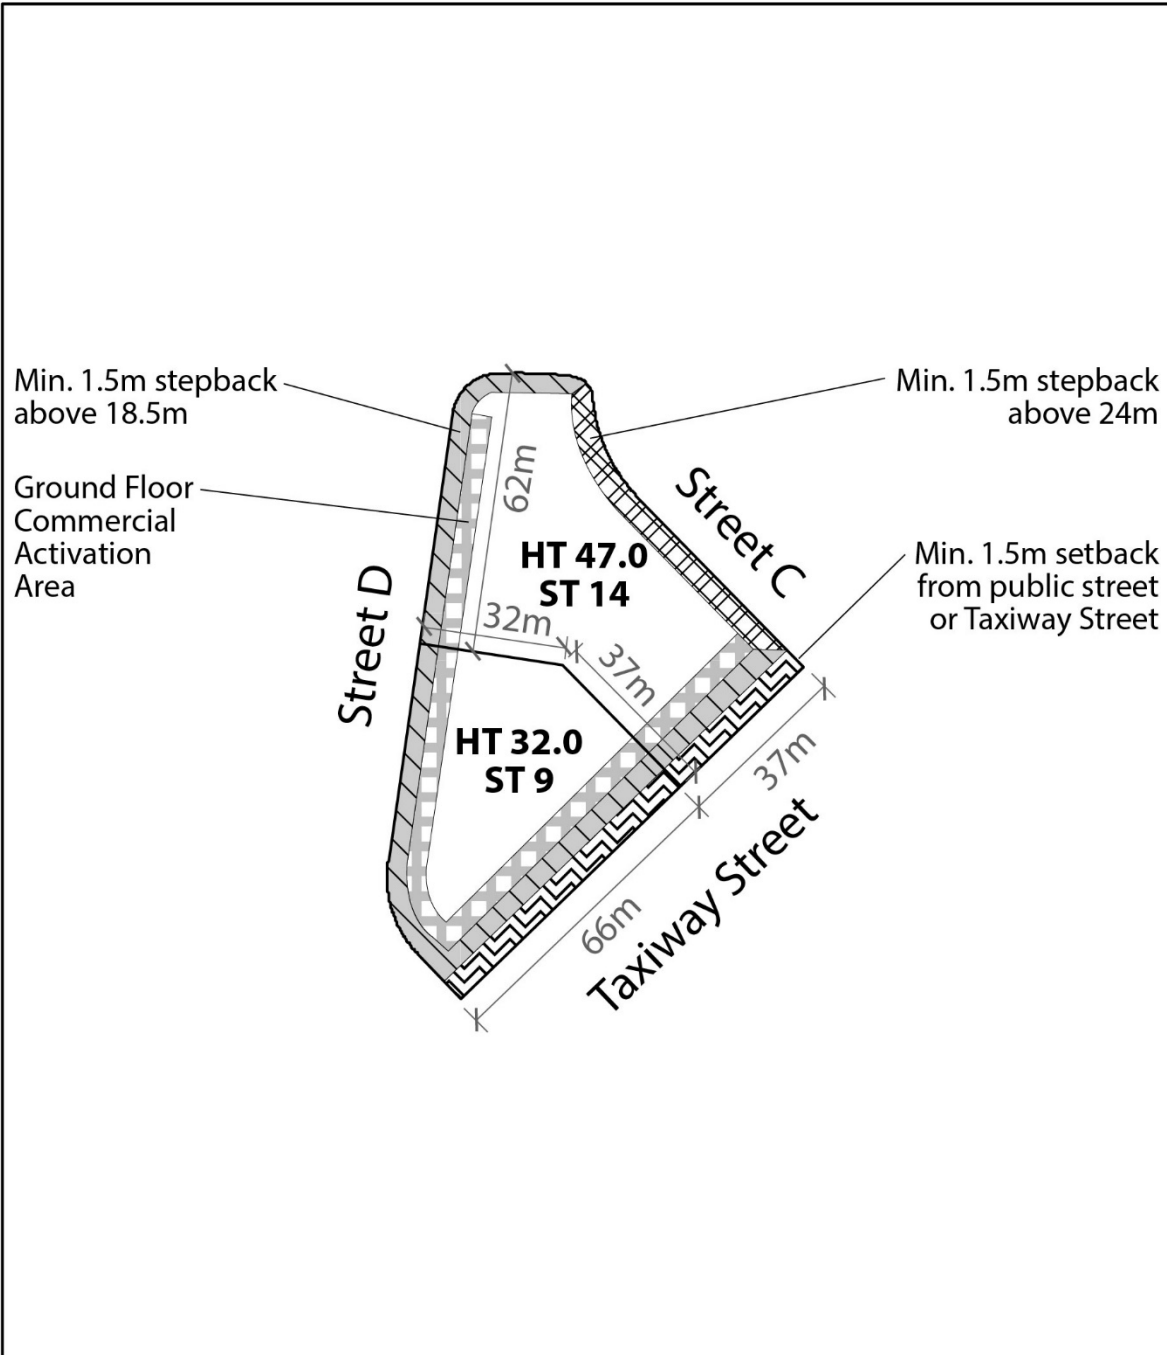 Min. 1.5m stepback
above 18.5m
Min. 1.5m stepback
above 24m
Ground Floor
Commercial
Activation
Area
62m
Street C
HT 47.0
ST 14
Min. 1.5m setback
from public street
or Taxiway Street
Street D
32m
37m
HT 32.0
ST 9
37m
66m
Taxiway Street